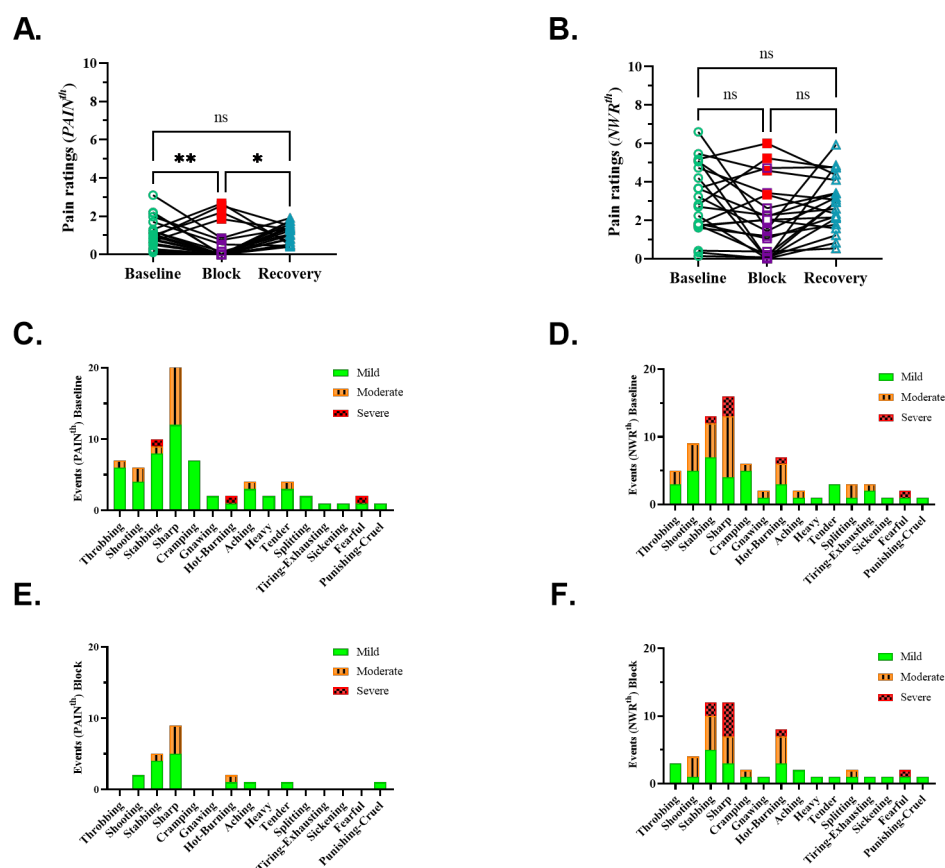 A.
Pain ratings (PAINᵗʰ)
10
8
6
4
2
0
ns
**
*
Baseline Block Recovery
B.
Pain ratings (NWRᵗʰ)
10
8
6
4
2
0
ns
ns
ns
Baseline Block Recovery
C.
Events (PAINᵗʰ) Baseline
20
10
0
Mild
Moderate
Severe
Throbbing
Shooting
Stabbing
Sharp
Cramping
Gnawing
Hot-Burning
Aching
Heavy
Tender
Splitting
Tiring-Exhausting
Sickening
Fearful
Punishing-Cruel
D.
Events (NWRᵗʰ) Baseline
20
10
0
Mild
Moderate
Severe
Throbbing
Shooting
Stabbing
Sharp
Cramping
Gnawing
Hot-Burning
Aching
Heavy
Tender
Splitting
Tiring-Exhausting
Sickening
Fearful
Punishing-Cruel
E.
Events (PAINᵗʰ) Block
20
10
0
Mild
Moderate
Severe
Throbbing
Shooting
Stabbing
Sharp
Cramping
Gnawing
Hot-Burning
Aching
Heavy
Tender
Splitting
Tiring-Exhausting
Sickening
Fearful
Punishing-Cruel
F.
Events (NWRᵗʰ) Block
20
10
0
Mild
Moderate
Severe
Throbbing
Shooting
Stabbing
Sharp
Cramping
Gnawing
Hot-Burning
Aching
Heavy
Tender
Splitting
Tiring-Exhausting
Sickening
Fearful
Punishing-Cruel